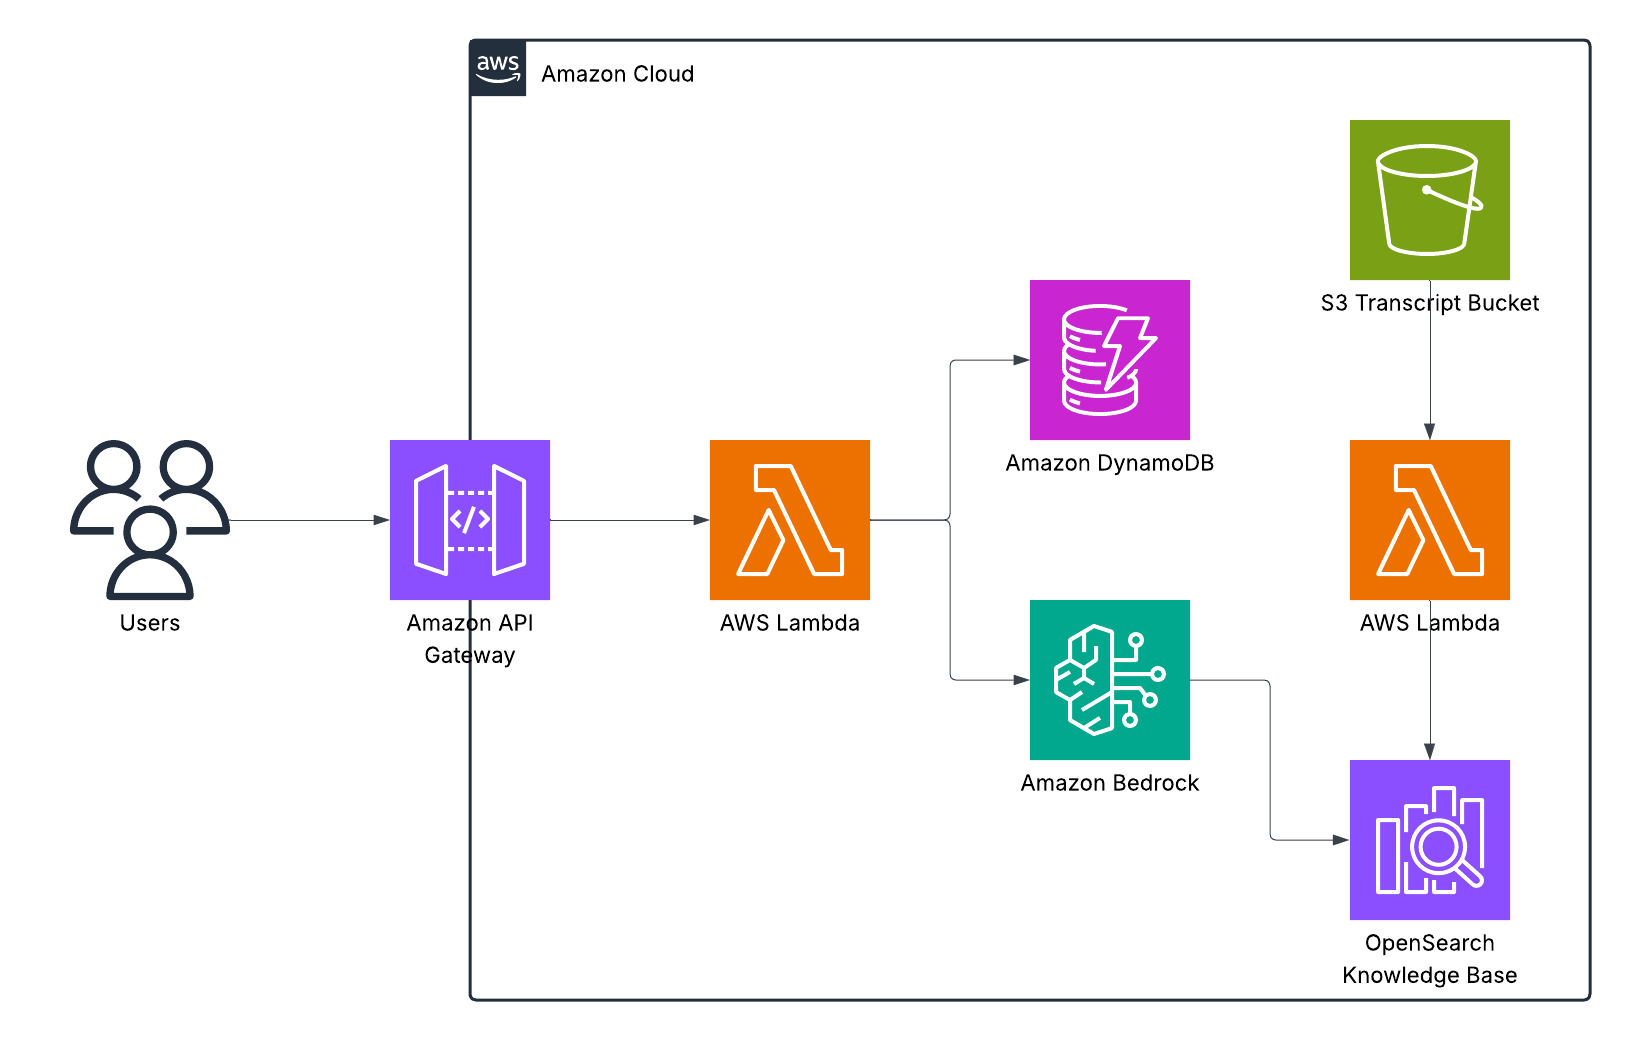 aws
Amazon Cloud
S3 Transcript Bucket
Amazon DynamoDB
</>
Users
Amazon API
Gateway
AWS Lambda
AWS Lambda
Amazon Bedrock
OpenSearch
Knowledge Base